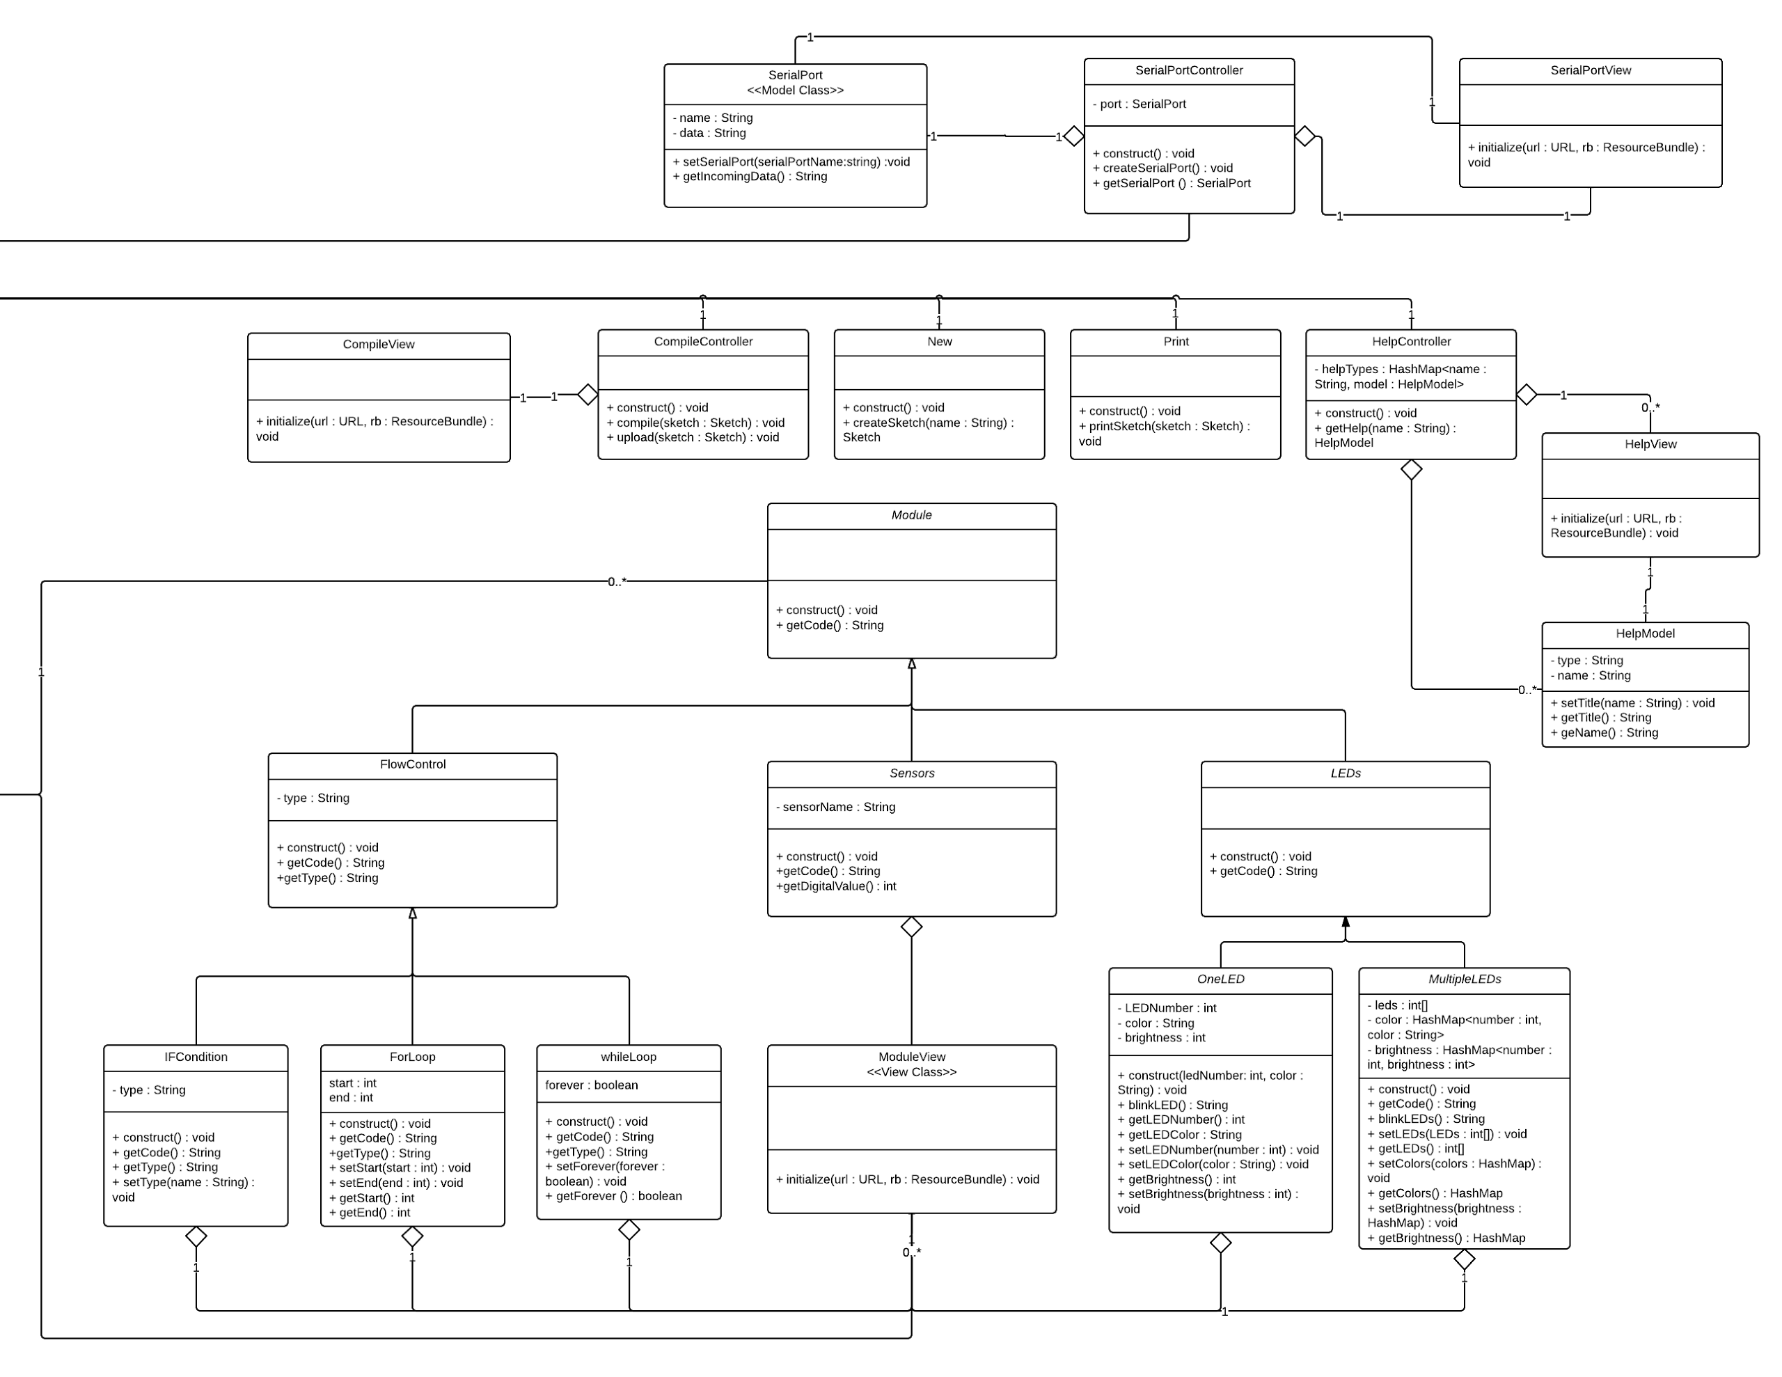 1
SerialPort
<<Model Class>>
- name : String
- data : String
+ setSerialPort(serialPortName:string) :void
+ getIncomingData() : String
1
1
SerialPortController
- port : SerialPort
+ construct() : void
+ createSerialPort() : void
+ getSerialPort () : SerialPort
1
SerialPortView
+ initialize(url : URL, rb : ResourceBundle) :
void
1
1
CompileView
+ initialize(url : URL, rb : ResourceBundle) :
void
1
1
1
CompileController
+ construct() : void
+ compile(sketch : Sketch) : void
+ upload(sketch : Sketch) : void
1
New
+ construct() : void
+ createSketch(name : String) :
Sketch
1
Print
+ construct() : void
+ printSketch(sketch : Sketch) :
void
1
HelpController
- helpTypes : HashMap<name :
String, model : HelpModel>
+ construct() : void
+ getHelp(name : String) :
HelpModel
1
0..*
HelpView
+ initialize(url : URL, rb :
ResourceBundle) : void
1
1
HelpModel
- type : String
- name : String
+ setTitle(name : String) : void
+ getTitle() : String
+ geName() : String
0..*
Module
+ construct() : void
+ getCode() : String
0..*
1
FlowControl
- type : String
+ construct() : void
+ getCode() : String
+getType() : String
Sensors
- sensorName : String
+ construct() : void
+getCode() : String
+getDigitalValue() : int
LEDs
+ construct() : void
+ getCode() : String
IFCondition
- type : String
+ construct() : void
+ getCode() : String
+ getType() : String
+ setType(name : String) :
void
1
ForLoop
start : int
end : int
+ construct() : void
+ getCode() : String
+getType() : String
+ setStart(start : int) : void
+ setEnd(end : int) : void
+ getStart() : int
+ getEnd() : int
1
whileLoop
forever : boolean
+ construct() : void
+ getCode() : String
+getType() : String
+ setForever(forever :
boolean) : void
+ getForever () : boolean
1
ModuleView
<<View Class>>
+ initialize(url : URL, rb : ResourceBundle) : void
1
0..*
OneLED
- LEDNumber : int
- color : String
- brightness : int
+ construct(ledNumber: int, color :
String) : void
+ blinkLED() : String
+ getLEDNumber() : int
+ getLEDColor : String
+ setLEDNumber(number : int) : void
+ setLEDColor(color : String) : void
+ getBrightness() : int
+ setBrightness(brightness : int) :
void
1
MultipleLEDs
- leds : int[]
- color : HashMap<number : int,
color : String>
- brightness : HashMap<number :
int, brightness : int>
+ construct() : void
+ getCode() : String
+ blinkLEDs() : String
+ setLEDs(LEDs : int[]) : void
+ getLEDs() : int[]
+ setColors(colors : HashMap) :
void
+ getColors() : HashMap
+ setBrightness(brightness :
HashMap) : void
+ getBrightness() : HashMap
1